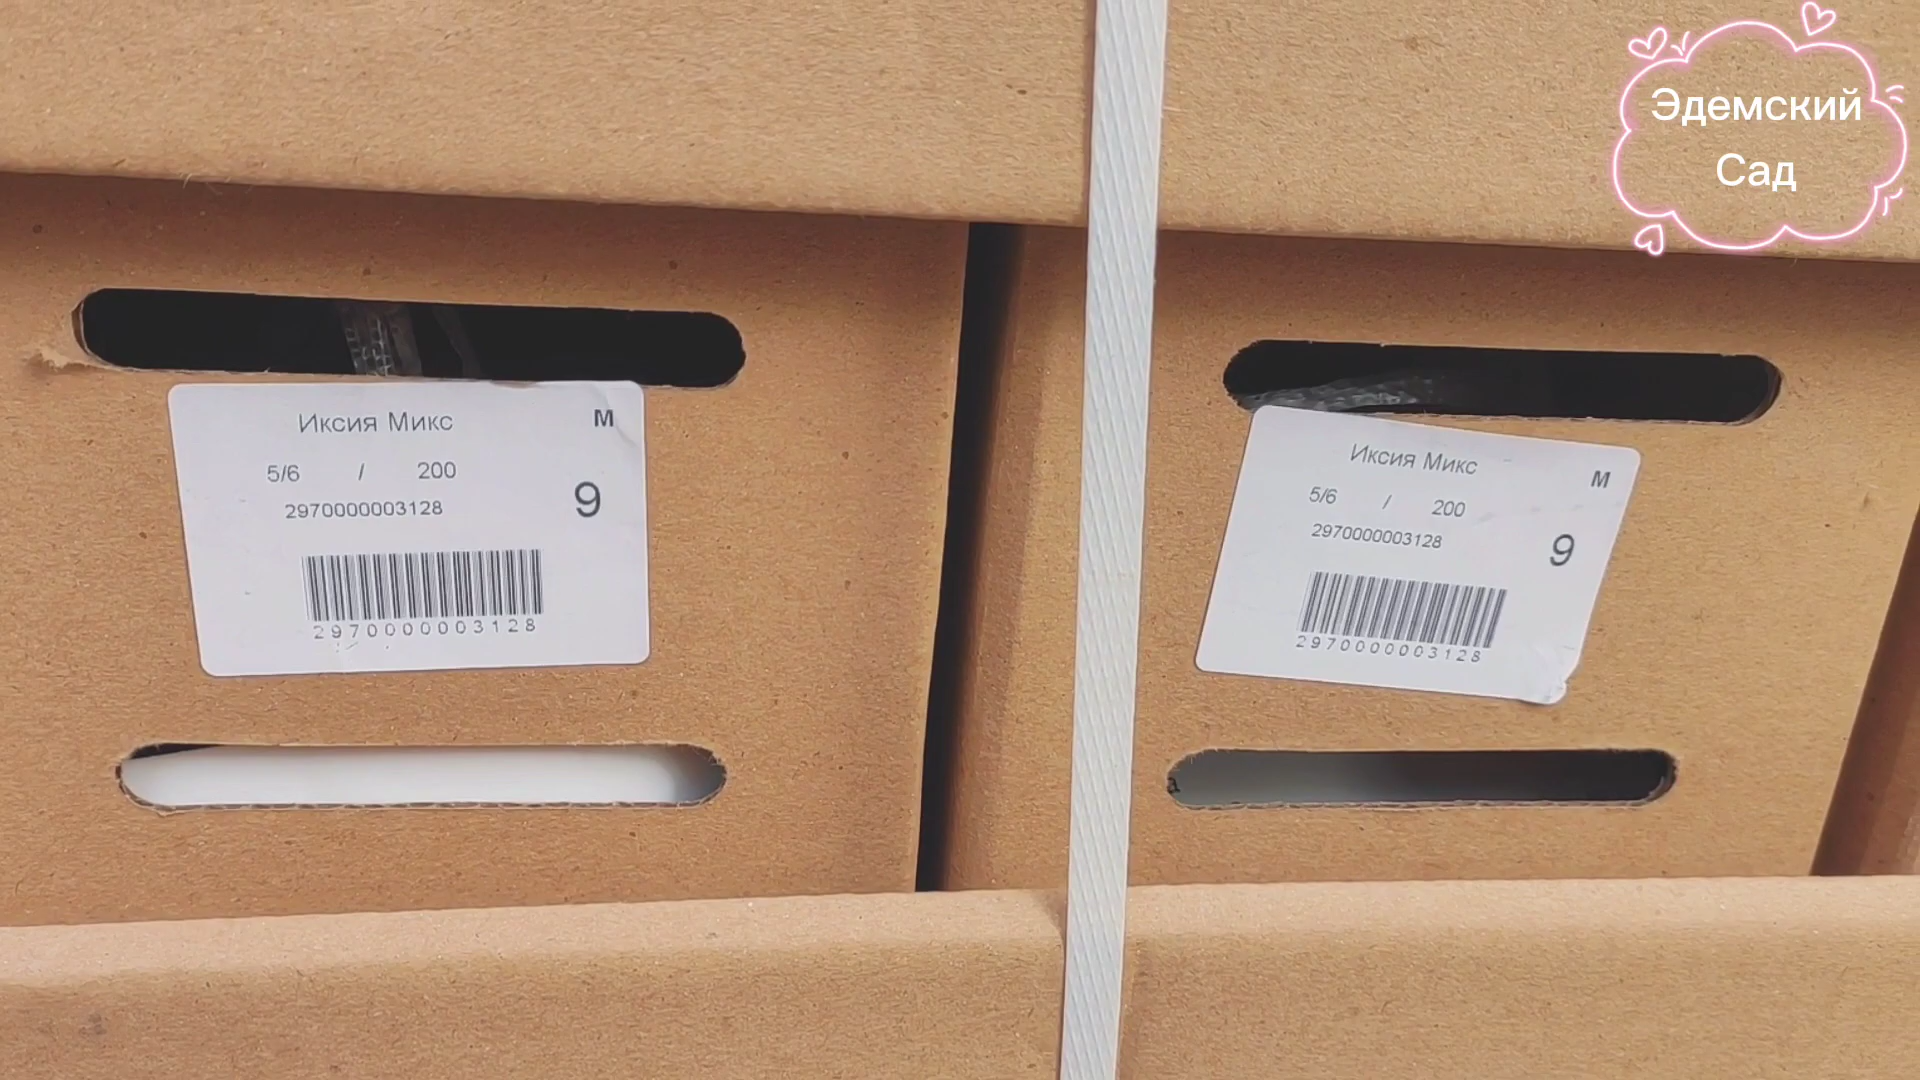 Эдемский
Сад
Иксия Микс
M
5/6 / 200
2970000003128
9
2970000003128
Иксия Микс
M
5/6 / 200
2970000003128
9
2970000003128